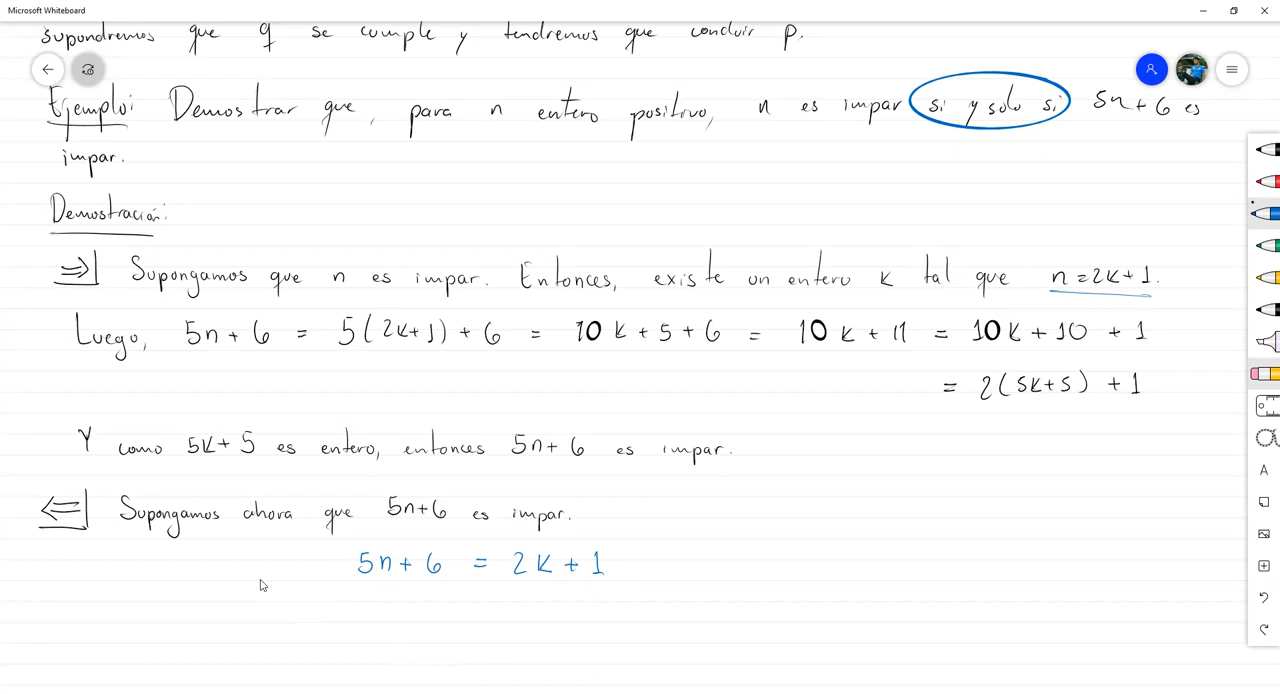 Microsoft Whiteboard
supondremos que q se cumple y tendremos que concluir p.
Ejemplo: Demostrar que, para n entero positivo, n es impar si y solo si 5n+6 es
impar.
Demostración:
⇒| Supongamos que n es impar. Entonces, existe un entero k tal que n=2k+1.
Luego, 5n+6 = 5(2k+1)+6 = 10k+5+6 = 10k+11 = 10k+10+1
= 2(5k+5)+1
Y como 5k+5 es entero, entonces 5n+6 es impar.
⇐| Supongamos ahora que 5n+6 es impar.
5n+6 = 2k+1
A